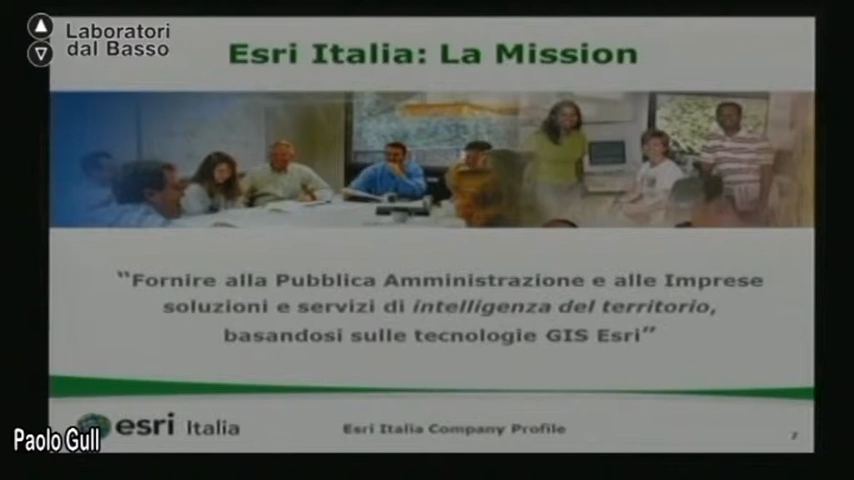 Laboratori
dal Basso
Esri Italia: La Mission
“Fornire alla Pubblica Amministrazione e alle Imprese
soluzioni e servizi di intelligenza del territorio,
basandosi sulle tecnologie GIS Esri”
esri Italia
Esri Italia Company Profile
7
Paolo Gull